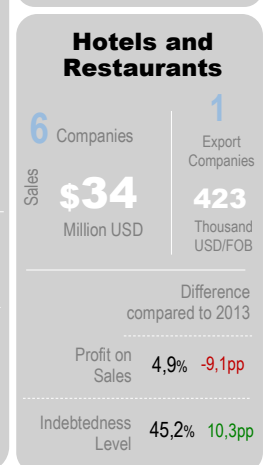 Hotels and
Restaurants
6 Companies
Sales
$34
Million USD
1
Export
Companies
423
Thousand
USD/FOB
Difference
compared to 2013
Profit on
Sales
4,9% -9,1pp
Indebtedness
Level
45,2% 10,3pp